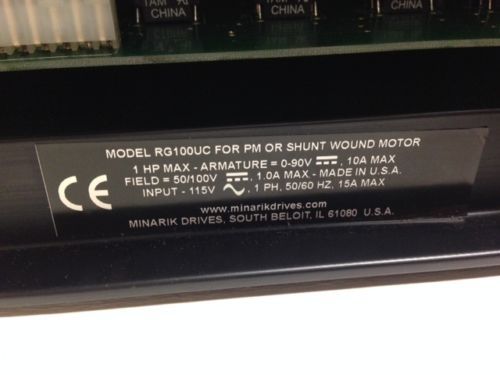 CHINA
CHINA
CHINA
CE
MODEL RG100UC FOR PM OR SHUNT WOUND MOTOR
1 HP MAX - ARMATURE = 0-90V ⎓, 10A MAX
FIELD = 50/100V ⎓, 1.0A MAX - MADE IN U.S.A.
INPUT - 115V ∿, 1 PH, 50/60 HZ, 15A MAX
www.minarikdrives.com
MINARIK DRIVES, SOUTH BELOIT, IL 61080 U.S.A.